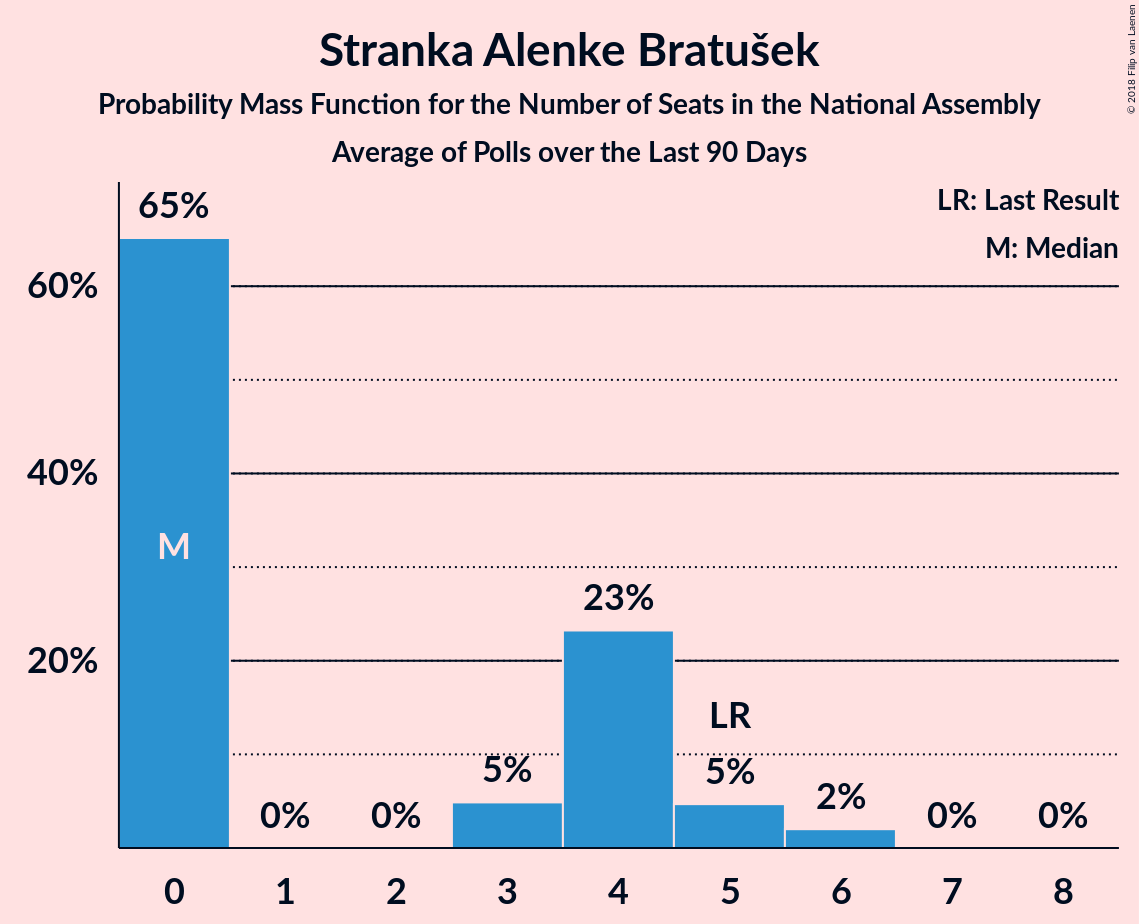 Stranka Alenke Bratušek
Probability Mass Function for the Number of Seats in the National Assembly
Average of Polls over the Last 90 Days
© 2018 Filip van Laenen
LR: Last Result
M: Median
65%
60%
40%
M
23%
20%
LR
5%
5%
2%
0%
0%
0%
0%
0
1
2
3
4
5
6
7
8